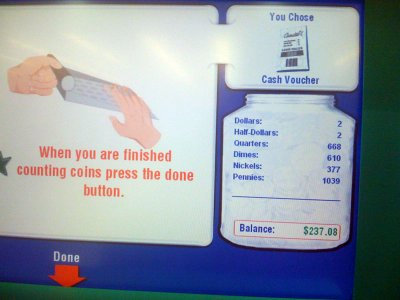 You Chose
Cash Voucher
When you are finished
counting coins press the done
button.
Dollars: 2
Half-Dollars: 2
Quarters: 668
Dimes: 610
Nickels: 377
Pennies: 1039
Balance: $237.08
Done